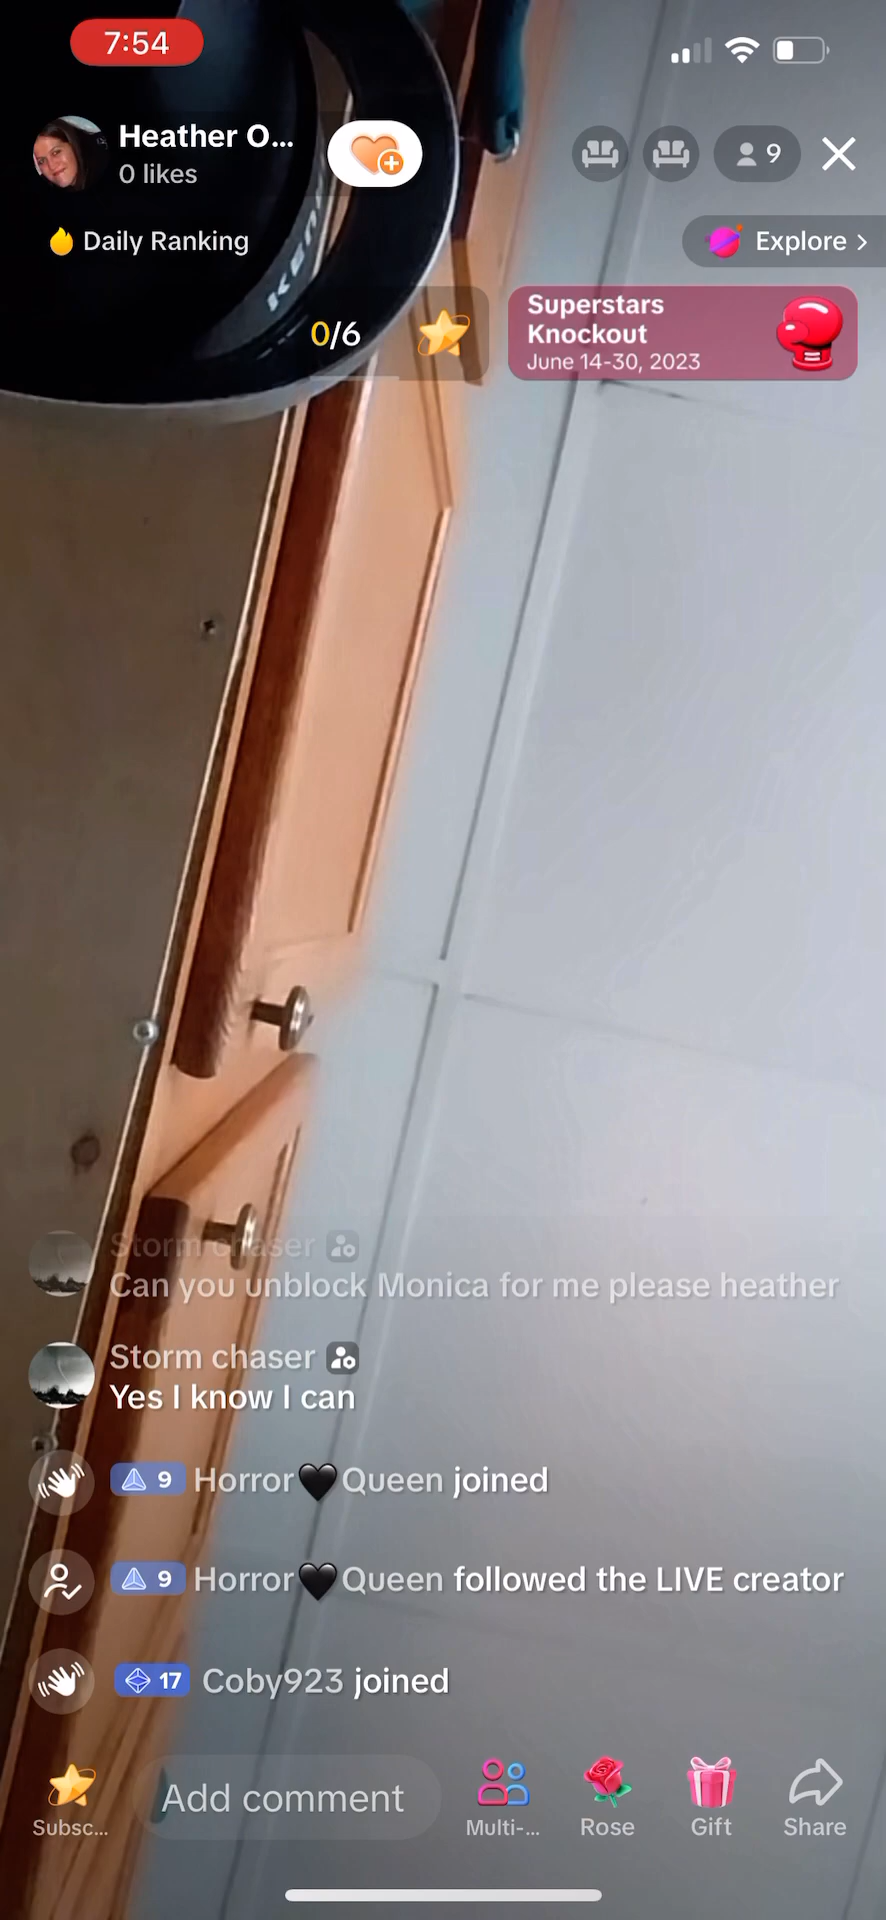 7:54
Heather O...
0 likes
9
Daily Ranking
Explore >
KEN
0/6
Superstars
Knockout
June 14-30, 2023
Storm chaser
Can you unblock Monica for me please heather
Storm chaser
Yes I know I can
9 Horror🖤Queen joined
9 Horror🖤Queen followed the LIVE creator
17 Coby923 joined
Subsc...
Add comment
Multi-...
Rose
Gift
Share